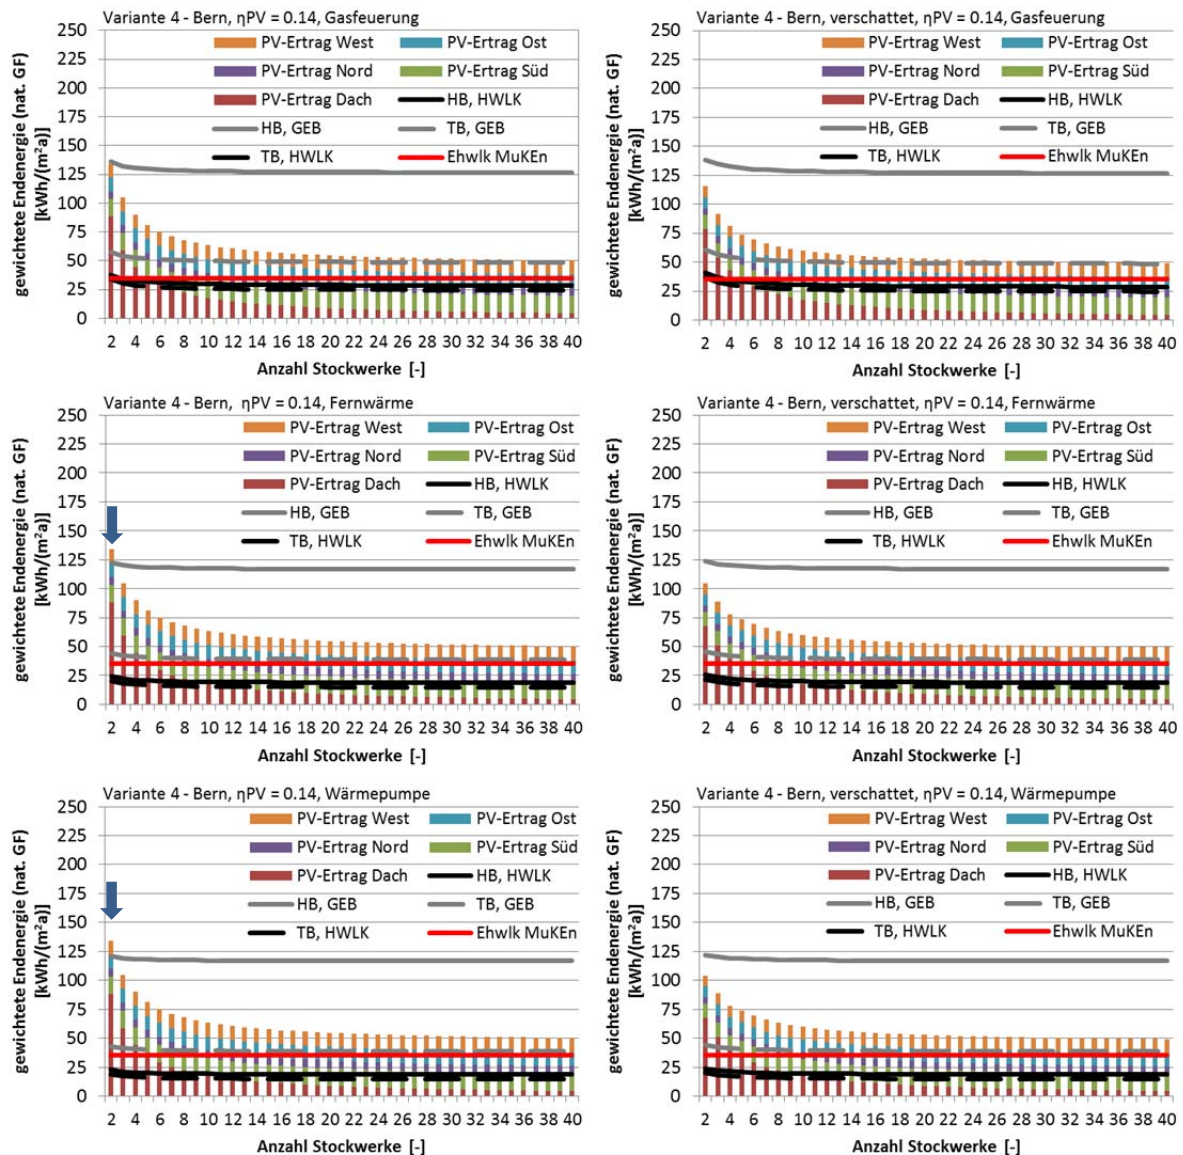 Variante 4 - Bern, ηPV = 0.14, Gasfeuerung
gewichtete Endenergie (nat. GF)
[kWh/(m²a)]
250
225
200
175
150
125
100
75
50
25
0
PV-Ertrag West PV-Ertrag Ost
PV-Ertrag Nord PV-Ertrag Süd
PV-Ertrag Dach HB, HWLK
HB, GEB TB, GEB
TB, HWLK Ehwlk MuKEn
2 4 6 8 10 12 14 16 18 20 22 24 26 28 30 32 34 36 38 40
Anzahl Stockwerke [-]
Variante 4 - Bern, verschattet, ηPV = 0.14, Gasfeuerung
gewichtete Endenergie (nat. GF)
[kWh/(m²a)]
250
225
200
175
150
125
100
75
50
25
0
PV-Ertrag West PV-Ertrag Ost
PV-Ertrag Nord PV-Ertrag Süd
PV-Ertrag Dach HB, HWLK
HB, GEB TB, GEB
TB, HWLK Ehwlk MuKEn
2 4 6 8 10 12 14 16 18 20 22 24 26 28 30 32 34 36 38 40
Anzahl Stockwerke [-]
Variante 4 - Bern, ηPV = 0.14, Fernwärme
gewichtete Endenergie (nat. GF)
[kWh/(m²a)]
250
225
200
175
150
125
100
75
50
25
0
PV-Ertrag West PV-Ertrag Ost
PV-Ertrag Nord PV-Ertrag Süd
PV-Ertrag Dach HB, HWLK
HB, GEB TB, GEB
TB, HWLK Ehwlk MuKEn
2 4 6 8 10 12 14 16 18 20 22 24 26 28 30 32 34 36 38 40
Anzahl Stockwerke [-]
Variante 4 - Bern, verschattet, ηPV = 0.14, Fernwärme
gewichtete Endenergie (nat. GF)
[kWh/(m²a)]
250
225
200
175
150
125
100
75
50
25
0
PV-Ertrag West PV-Ertrag Ost
PV-Ertrag Nord PV-Ertrag Süd
PV-Ertrag Dach HB, HWLK
HB, GEB TB, GEB
TB, HWLK Ehwlk MuKEn
2 4 6 8 10 12 14 16 18 20 22 24 26 28 30 32 34 36 38 40
Anzahl Stockwerke [-]
Variante 4 - Bern, ηPV = 0.14, Wärmepumpe
gewichtete Endenergie (nat. GF)
[kWh/(m²a)]
250
225
200
175
150
125
100
75
50
25
0
PV-Ertrag West PV-Ertrag Ost
PV-Ertrag Nord PV-Ertrag Süd
PV-Ertrag Dach HB, HWLK
HB, GEB TB, GEB
TB, HWLK Ehwlk MuKEn
2 4 6 8 10 12 14 16 18 20 22 24 26 28 30 32 34 36 38 40
Anzahl Stockwerke [-]
Variante 4 - Bern, verschattet, ηPV = 0.14, Wärmepumpe
gewichtete Endenergie (nat. GF)
[kWh/(m²a)]
250
225
200
175
150
125
100
75
50
25
0
PV-Ertrag West PV-Ertrag Ost
PV-Ertrag Nord PV-Ertrag Süd
PV-Ertrag Dach HB, HWLK
HB, GEB TB, GEB
TB, HWLK Ehwlk MuKEn
2 4 6 8 10 12 14 16 18 20 22 24 26 28 30 32 34 36 38 40
Anzahl Stockwerke [-]